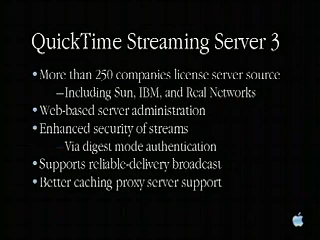 QuickTime Streaming Server 3
• More than 250 companies license server source
– Including Sun, IBM, and Real Networks
• Web-based server administration
• Enhanced security of streams
– Via digest mode authentication
• Supports reliable-delivery broadcast
• Better caching proxy server support